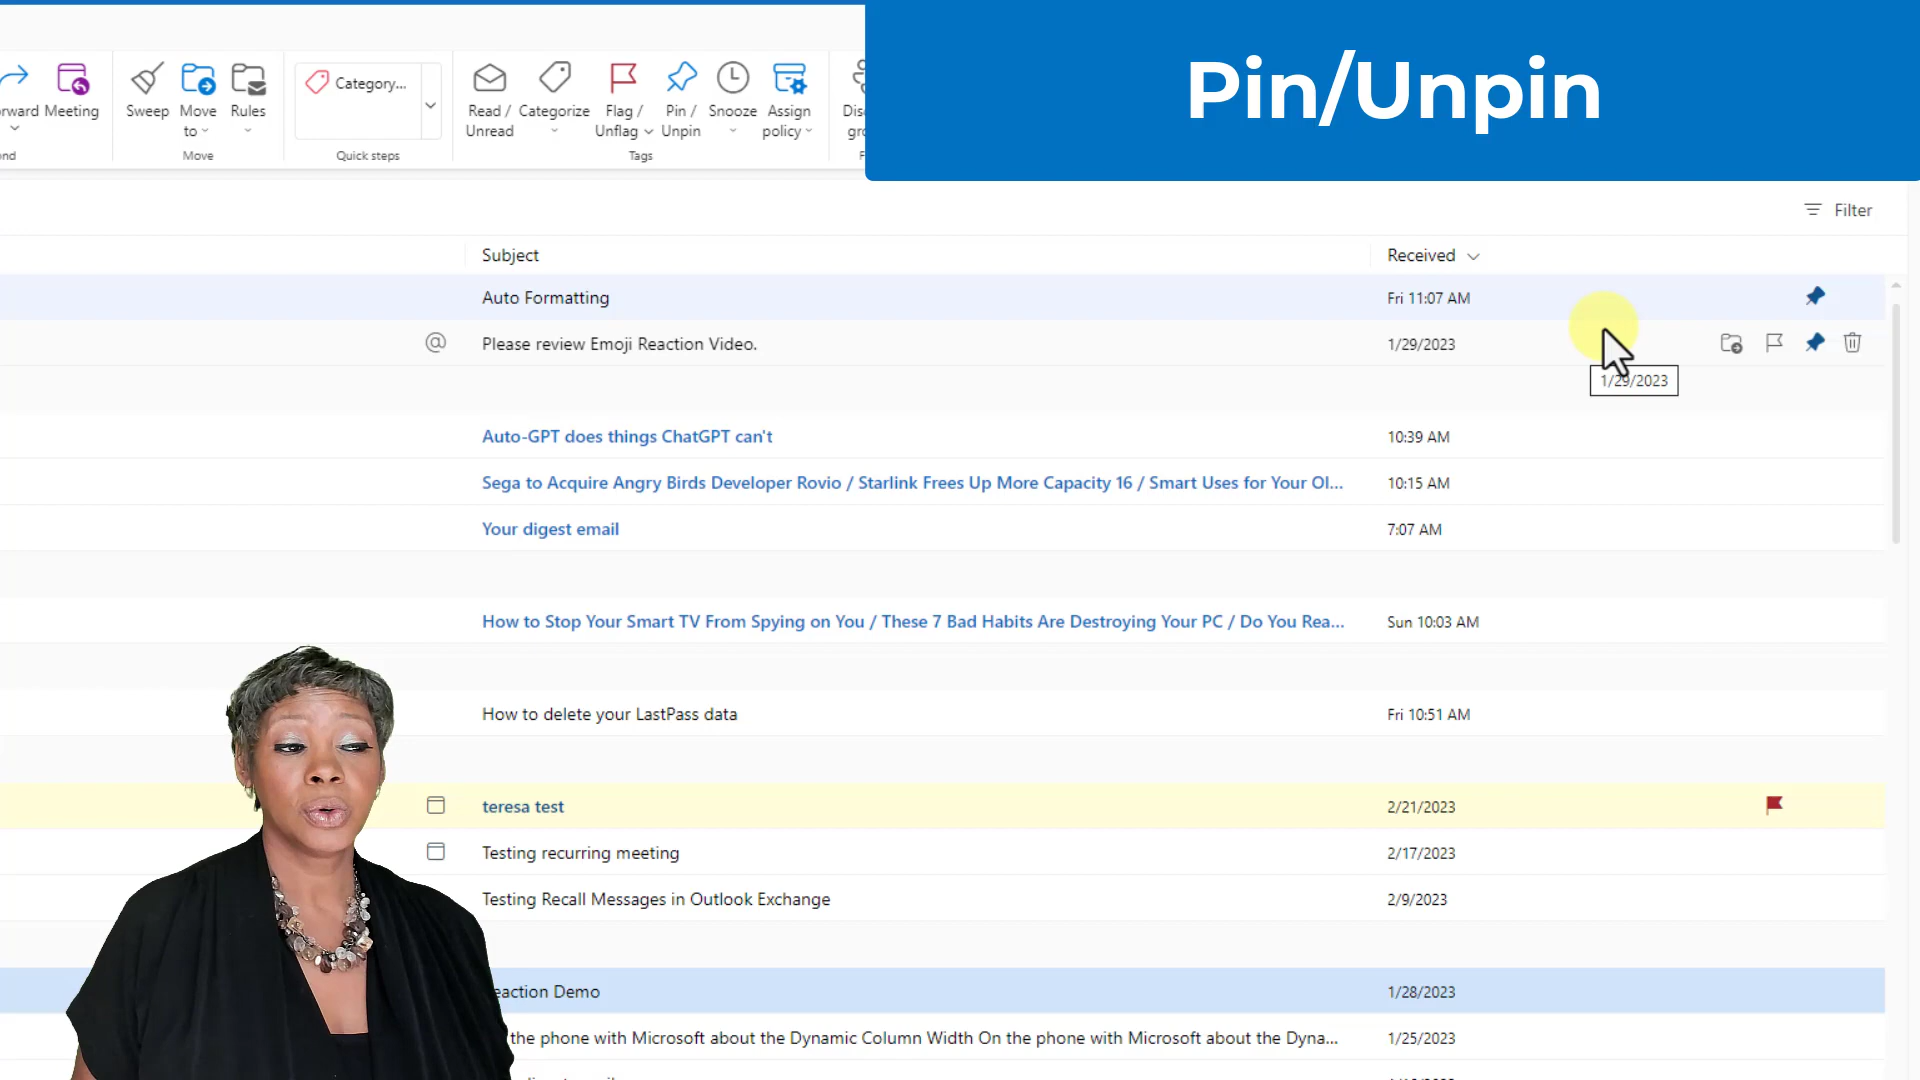 Pin/Unpin
rward
Meeting
Sweep
Move to
Rules
Category...
Read / Unread
Categorize
Flag / Unflag
Pin / Unpin
Snooze
Assign policy
Move
Quick steps
Tags
Filter
Subject Received
Auto Formatting Fri 11:07 AM
@ Please review Emoji Reaction Video. 1/29/2023
1/29/2023
Auto-GPT does things ChatGPT can't 10:39 AM
Sega to Acquire Angry Birds Developer Rovio / Starlink Frees Up More Capacity 16 / Smart Uses for Your Ol... 10:15 AM
Your digest email 7:07 AM
How to Stop Your Smart TV From Spying on You / These 7 Bad Habits Are Destroying Your PC / Do You Rea... Sun 10:03 AM
How to delete your LastPass data Fri 10:51 AM
teresa test 2/21/2023
Testing recurring meeting 2/17/2023
Testing Recall Messages in Outlook Exchange 2/9/2023
eaction Demo 1/28/2023
the phone with Microsoft about the Dynamic Column Width On the phone with Microsoft about the Dyna... 1/25/2023